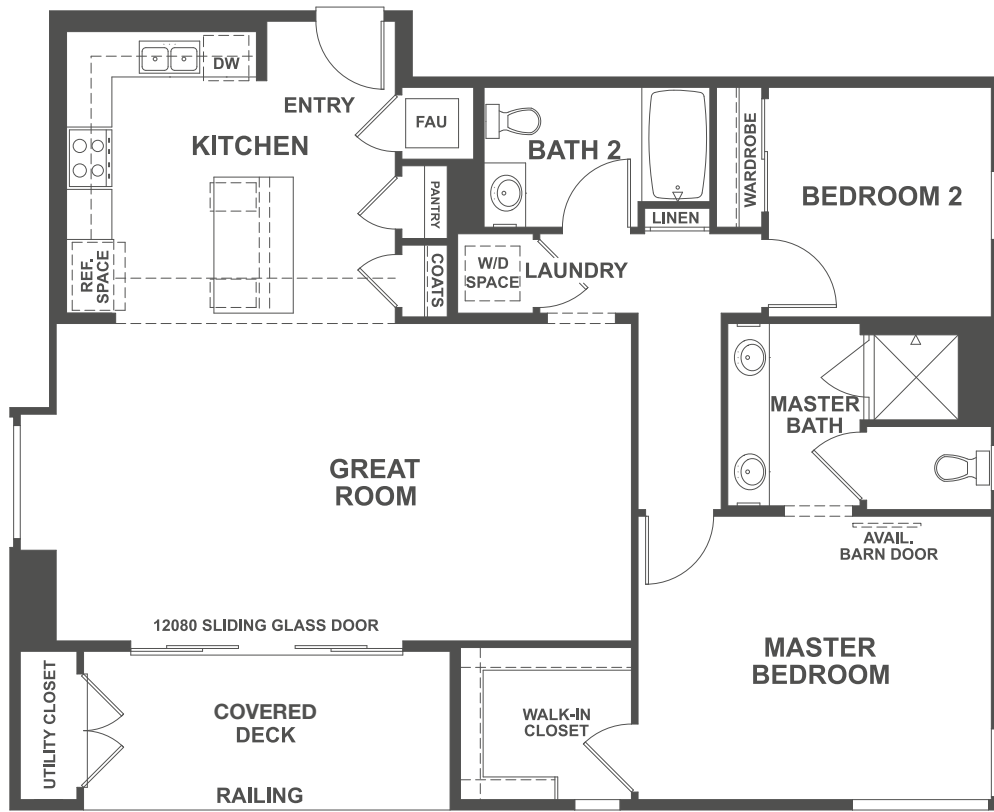 DW
ENTRY
FAU
KITCHEN
BATH 2
WARDROBE
BEDROOM 2
PANTRY
LINEN
REF.
SPACE
COATS
W/D
SPACE
LAUNDRY
MASTER
BATH
GREAT
ROOM
AVAIL.
BARN DOOR
12080 SLIDING GLASS DOOR
MASTER
BEDROOM
UTILITY CLOSET
COVERED
DECK
WALK-IN
CLOSET
RAILING